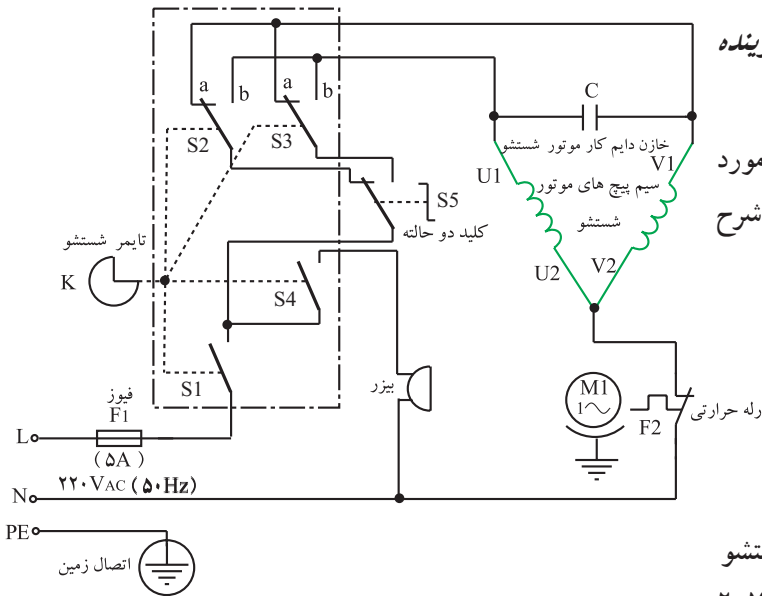 a
b
a
b
S2
S3
C
خازن دایم کار موتور شستشو
U1
V1
سیم پیچ های موتور
شستشو
S5
کلید دو حالته
تایمر شستشو
K
S4
U2
V2
S1
بیزر
M1
1~
رله حرارتی
F2
فیوز
F1
L
(۵A)
۲۲۰VAC (۵۰Hz)
N
PE
اتصال زمین
مورد
شرح